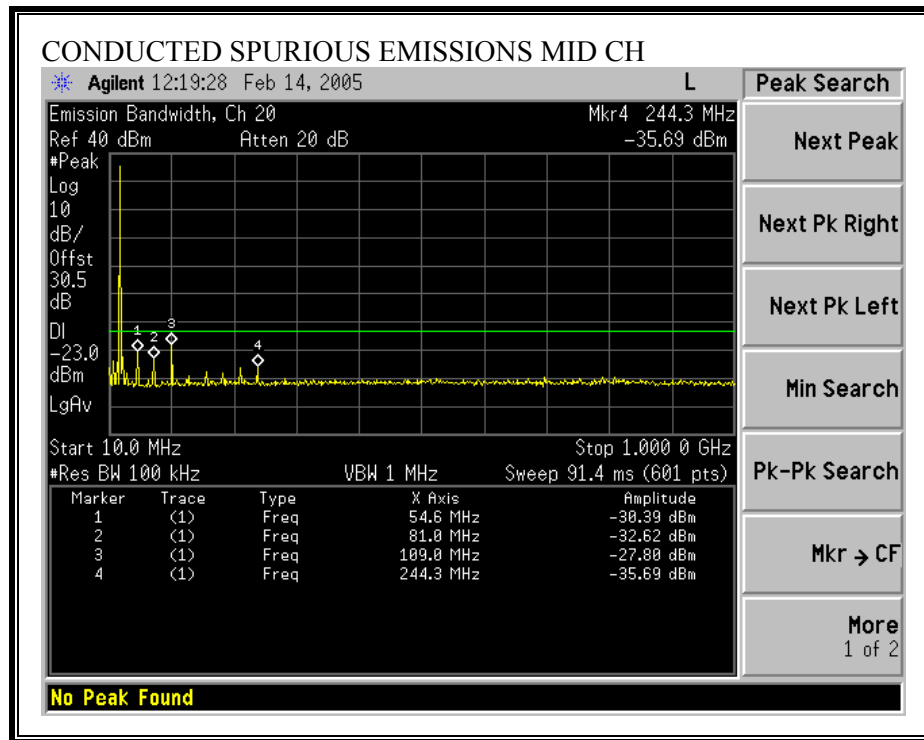 CONDUCTED SPURIOUS EMISSIONS MID CH
Agilent 12:19:28 Feb 14, 2005 L
Peak Search
Emission Bandwidth, Ch 20 Mkr4 244.3 MHz
Ref 40 dBm Atten 20 dB -35.69 dBm
#Peak
Log
10
dB/
Offst
30.5
dB
DI
-23.0
dBm
LgAv
1
2
3
4
Start 10.0 MHz Stop 1.000 0 GHz
#Res BW 100 kHz VBW 1 MHz Sweep 91.4 ms (601 pts)
Marker Trace Type X Axis Amplitude
1 (1) Freq 54.6 MHz -30.39 dBm
2 (1) Freq 81.0 MHz -32.62 dBm
3 (1) Freq 109.0 MHz -27.80 dBm
4 (1) Freq 244.3 MHz -35.69 dBm
Next Peak
Next Pk Right
Next Pk Left
Min Search
Pk-Pk Search
Mkr → CF
More
1 of 2
No Peak Found